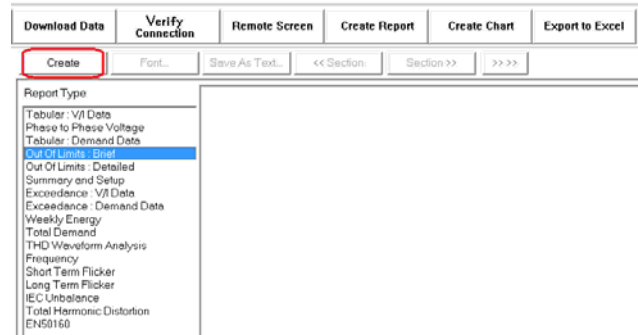 Download Data
Verify
Connection
Remote Screen
Create Report
Create Chart
Export to Excel
Create
Font...
Save As Text...
<< Section:
Section >>
>> >>
Report Type
Tabular : V/I Data
Phase to Phase Voltage
Tabular : Demand Data
Out Of Limits : Brief
Out Of Limits : Detailed
Summary and Setup
Exceedance : V/I Data
Exceedance : Demand Data
Weekly Energy
Total Demand
THD Waveform Analysis
Frequency
Short Term Flicker
Long Term Flicker
IEC Unbalance
Total Harmonic Distortion
EN50160